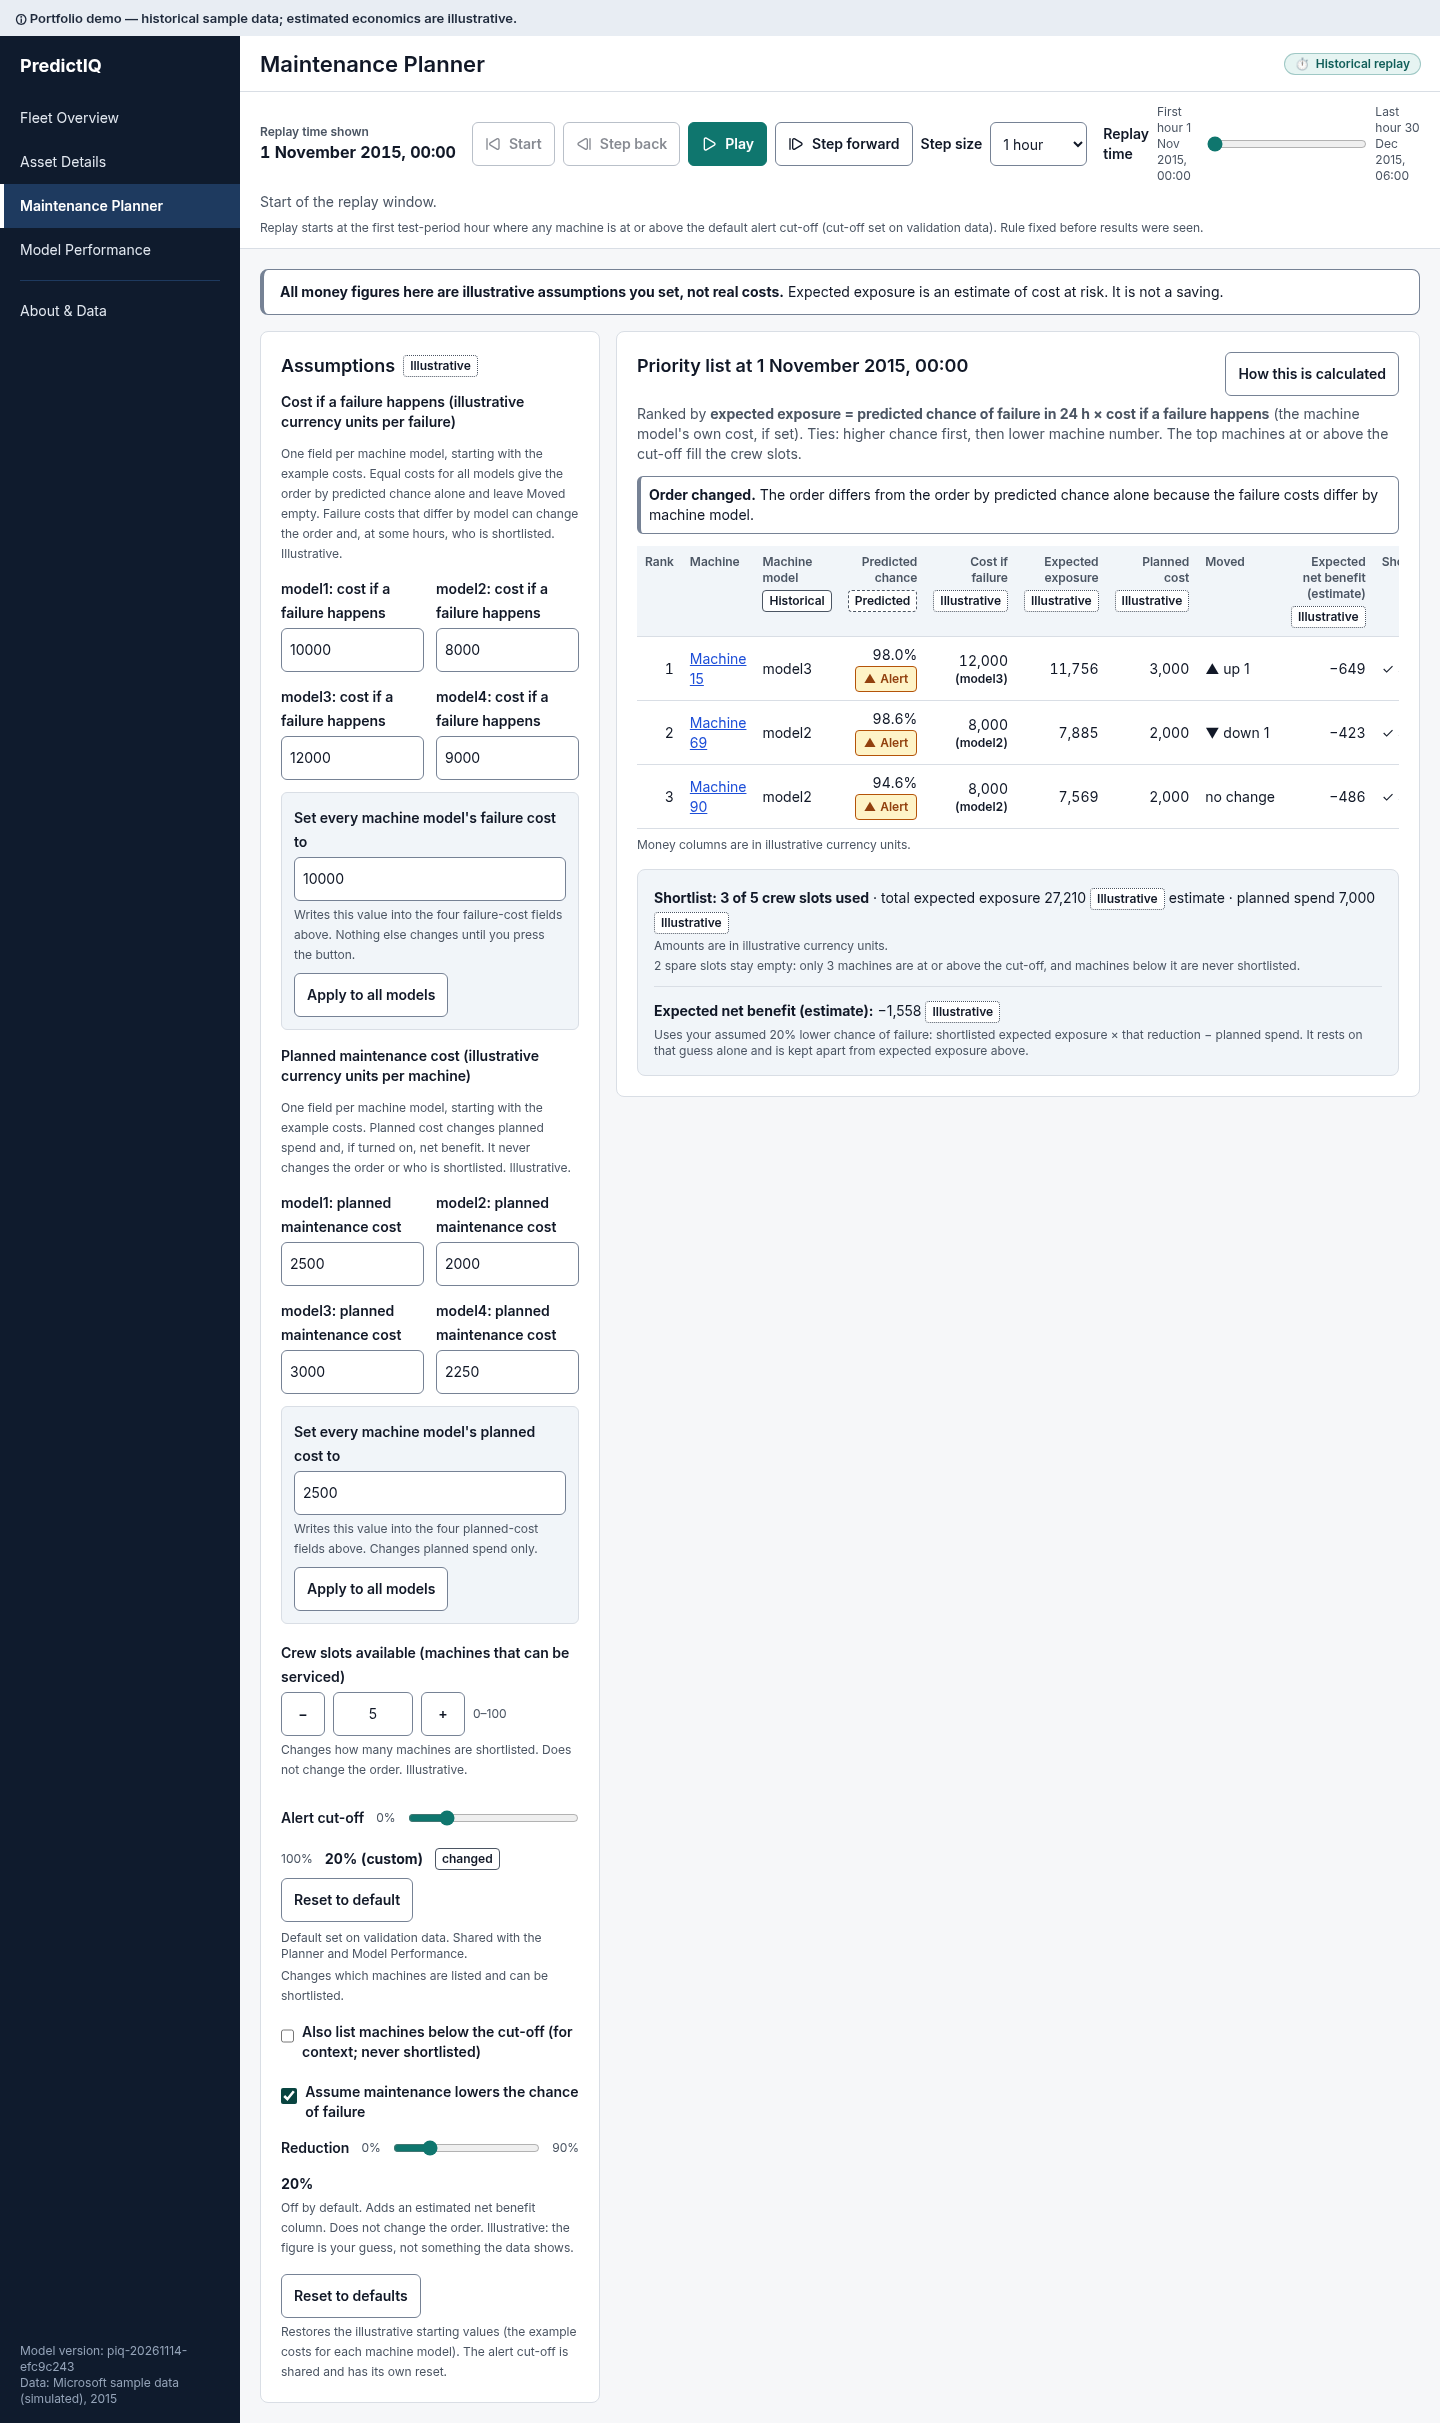 Portfolio demo — historical sample data; estimated economics are illustrative.
PredictIQ
Fleet Overview
Asset Details
Maintenance Planner
Model Performance
About & Data
Model version: piq-20261114-
efc9c243
Data: Microsoft sample data
(simulated), 2015
Maintenance Planner
Historical replay
Replay time shown
1 November 2015, 00:00
Start
Step back
Play
Step forward
Step size
1 hour
Replay
time
First
hour 1
Nov
2015,
00:00
Last
hour 30
Dec
2015,
06:00
Start of the replay window.
Replay starts at the first test-period hour where any machine is at or above the default alert cut-off (cut-off set on validation data). Rule fixed before results were seen.
All money figures here are illustrative assumptions you set, not real costs. Expected exposure is an estimate of cost at risk. It is not a saving.
Assumptions Illustrative
Cost if a failure happens (illustrative
currency units per failure)
One field per machine model, starting with the
example costs. Equal costs for all models give the
order by predicted chance alone and leave Moved
empty. Failure costs that differ by model can change
the order and, at some hours, who is shortlisted.
Illustrative.
model1: cost if a
failure happens
10000
model2: cost if a
failure happens
8000
model3: cost if a
failure happens
12000
model4: cost if a
failure happens
9000
Set every machine model's failure cost
to
10000
Writes this value into the four failure-cost fields
above. Nothing else changes until you press
the button.
Apply to all models
Planned maintenance cost (illustrative
currency units per machine)
One field per machine model, starting with the
example costs. Planned cost changes planned
spend and, if turned on, net benefit. It never
changes the order or who is shortlisted. Illustrative.
model1: planned
maintenance cost
2500
model2: planned
maintenance cost
2000
model3: planned
maintenance cost
3000
model4: planned
maintenance cost
2250
Set every machine model's planned
cost to
2500
Writes this value into the four planned-cost
fields above. Changes planned spend only.
Apply to all models
Crew slots available (machines that can be
serviced)
− 5 + 0–100
Changes how many machines are shortlisted. Does
not change the order. Illustrative.
Alert cut-off 0%
100% 20% (custom) changed
Reset to default
Default set on validation data. Shared with the
Planner and Model Performance.
Changes which machines are listed and can be
shortlisted.
Also list machines below the cut-off (for
context; never shortlisted)
Assume maintenance lowers the chance
of failure
Reduction 0% 90%
20%
Off by default. Adds an estimated net benefit
column. Does not change the order. Illustrative: the
figure is your guess, not something the data shows.
Reset to defaults
Restores the illustrative starting values (the example
costs for each machine model). The alert cut-off is
shared and has its own reset.
Priority list at 1 November 2015, 00:00
How this is calculated
Ranked by expected exposure = predicted chance of failure in 24 h × cost if a failure happens (the machine
model's own cost, if set). Ties: higher chance first, then lower machine number. The top machines at or above the
cut-off fill the crew slots.
Order changed. The order differs from the order by predicted chance alone because the failure costs differ by
machine model.
Rank
Machine
Machine
model
Historical
Predicted
chance
Predicted
Cost if
failure
Illustrative
Expected
exposure
Illustrative
Planned
cost
Illustrative
Moved
Expected
net benefit
(estimate)
Illustrative
1 Machine 15 model3 98.0% ▲ Alert 12,000 (model3) 11,756 3,000 ▲ up 1 −649 ✓
2 Machine 69 model2 98.6% ▲ Alert 8,000 (model2) 7,885 2,000 ▼ down 1 −423 ✓
3 Machine 90 model2 94.6% ▲ Alert 8,000 (model2) 7,569 2,000 no change −486 ✓
Money columns are in illustrative currency units.
Shortlist: 3 of 5 crew slots used · total expected exposure 27,210 Illustrative estimate · planned spend 7,000
Illustrative
Amounts are in illustrative currency units.
2 spare slots stay empty: only 3 machines are at or above the cut-off, and machines below it are never shortlisted.
Expected net benefit (estimate): −1,558 Illustrative
Uses your assumed 20% lower chance of failure: shortlisted expected exposure × that reduction − planned spend. It rests on
that guess alone and is kept apart from expected exposure above.